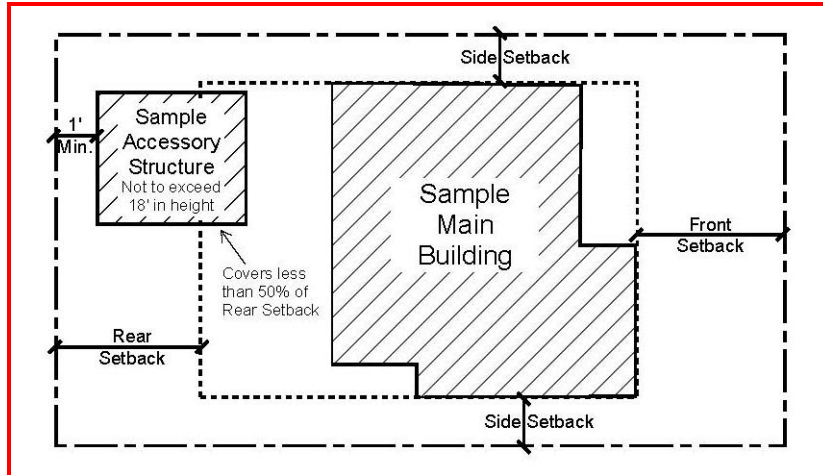 Side Setback
1'
Min.
Sample
Accessory
Structure
Not to exceed
18' in height
Sample
Main
Building
Front
Setback
Covers less
than 50% of
Rear Setback
Rear
Setback
Side Setback